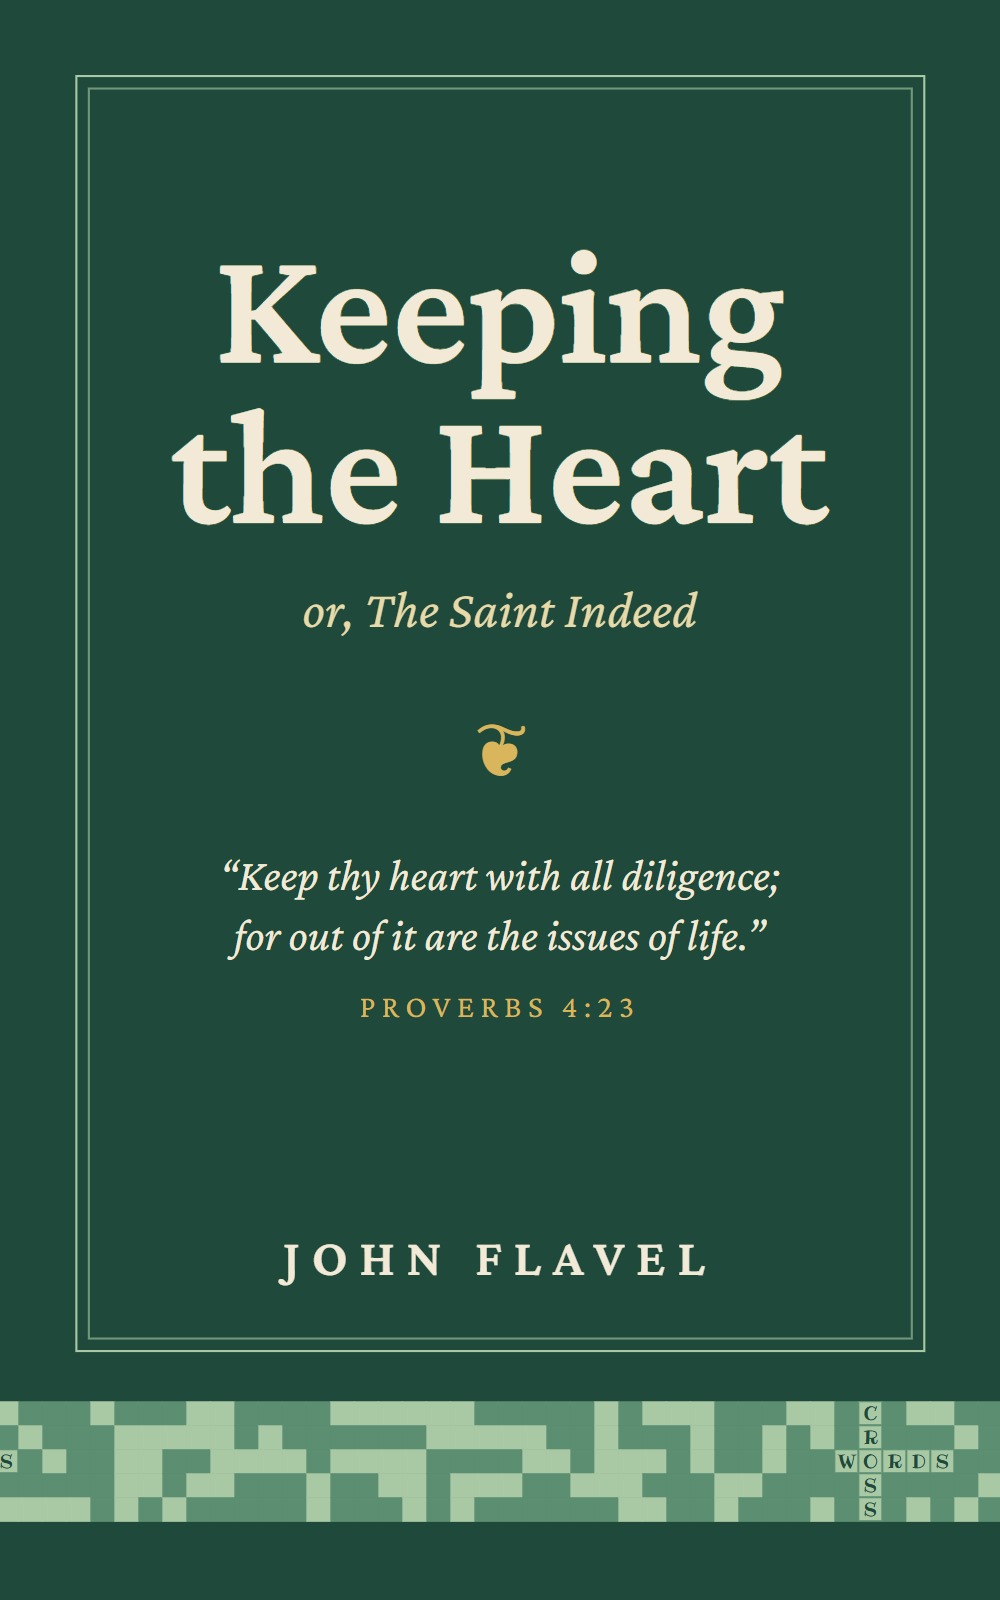 Keeping
the Heart
or, The Saint Indeed
“Keep thy heart with all diligence;
for out of it are the issues of life.”
PROVERBS 4:23
JOHN FLAVEL
S
CROSS
WORDS